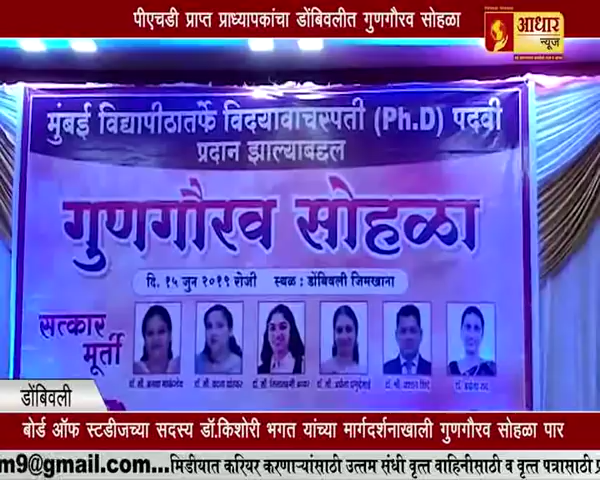 पीएचडी प्राप्त प्राध्यापकांचा डोंबिवलीत गुणगौरव सोहळा
आधार
न्यूज
मुंबई विद्यापीठातर्फे विदयावाचस्पती (Ph.D) पदवी
प्रदान झाल्याबद्दल
गुणगौरव सोहळा
दि. १५ जुन २०१९ रोजी स्थळ : डोंबिवली जिमखाना
सत्कार
मूर्ती
डोंबिवली
बोर्ड ऑफ स्टडीजच्या सदस्य डॉ.किशोरी भगत यांच्या मार्गदर्शनाखाली गुणगौरव सोहळा पार
m9@gmail.com...मिडीयात करियर करणाऱ्यांसाठी उत्तम संधी वृत्त वाहिनीसाठी व वृत्त पत्रासाठी प्र